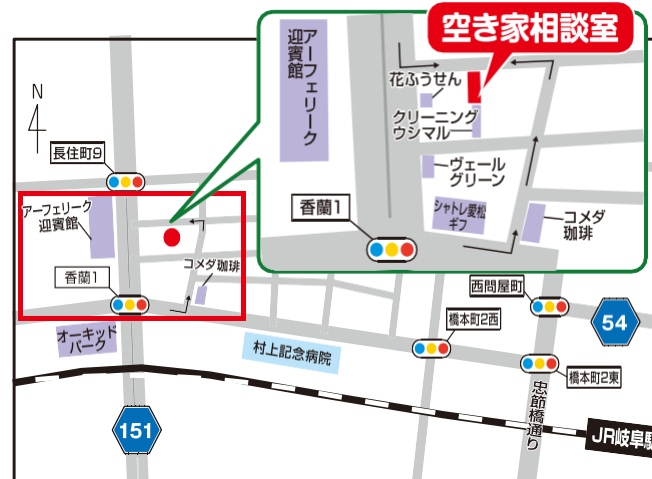 空き家相談室
アーフェリーク
迎賓館
花ふうせん
クリーニング
ウシマル
ヴェール
グリーン
香蘭1
シャトレ愛松
ギフ
コメダ
珈琲
N
長住町9
アーフェリーク
迎賓館
香蘭1
コメダ珈琲
オーキッド
パーク
村上記念病院
西問屋町
橋本町2西
54
橋本町2東
忠節橋通り
151
JR岐阜駅